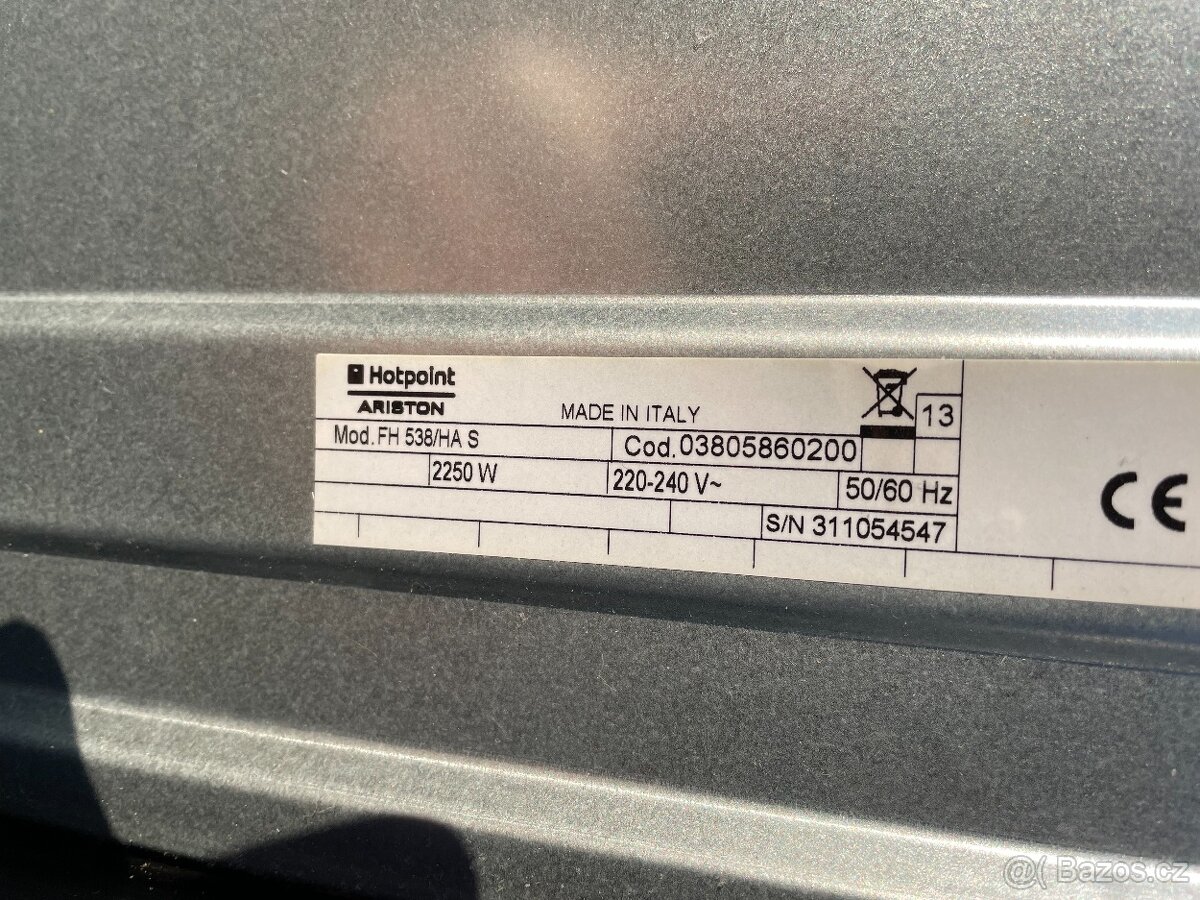 Hotpoint
ARISTON
MADE IN ITALY
13
Mod. FH 538/HA S
Cod. 03805860200
2250 W
220-240 V~
50/60 Hz
S/N 311054547
CE
@( Bazos.cz